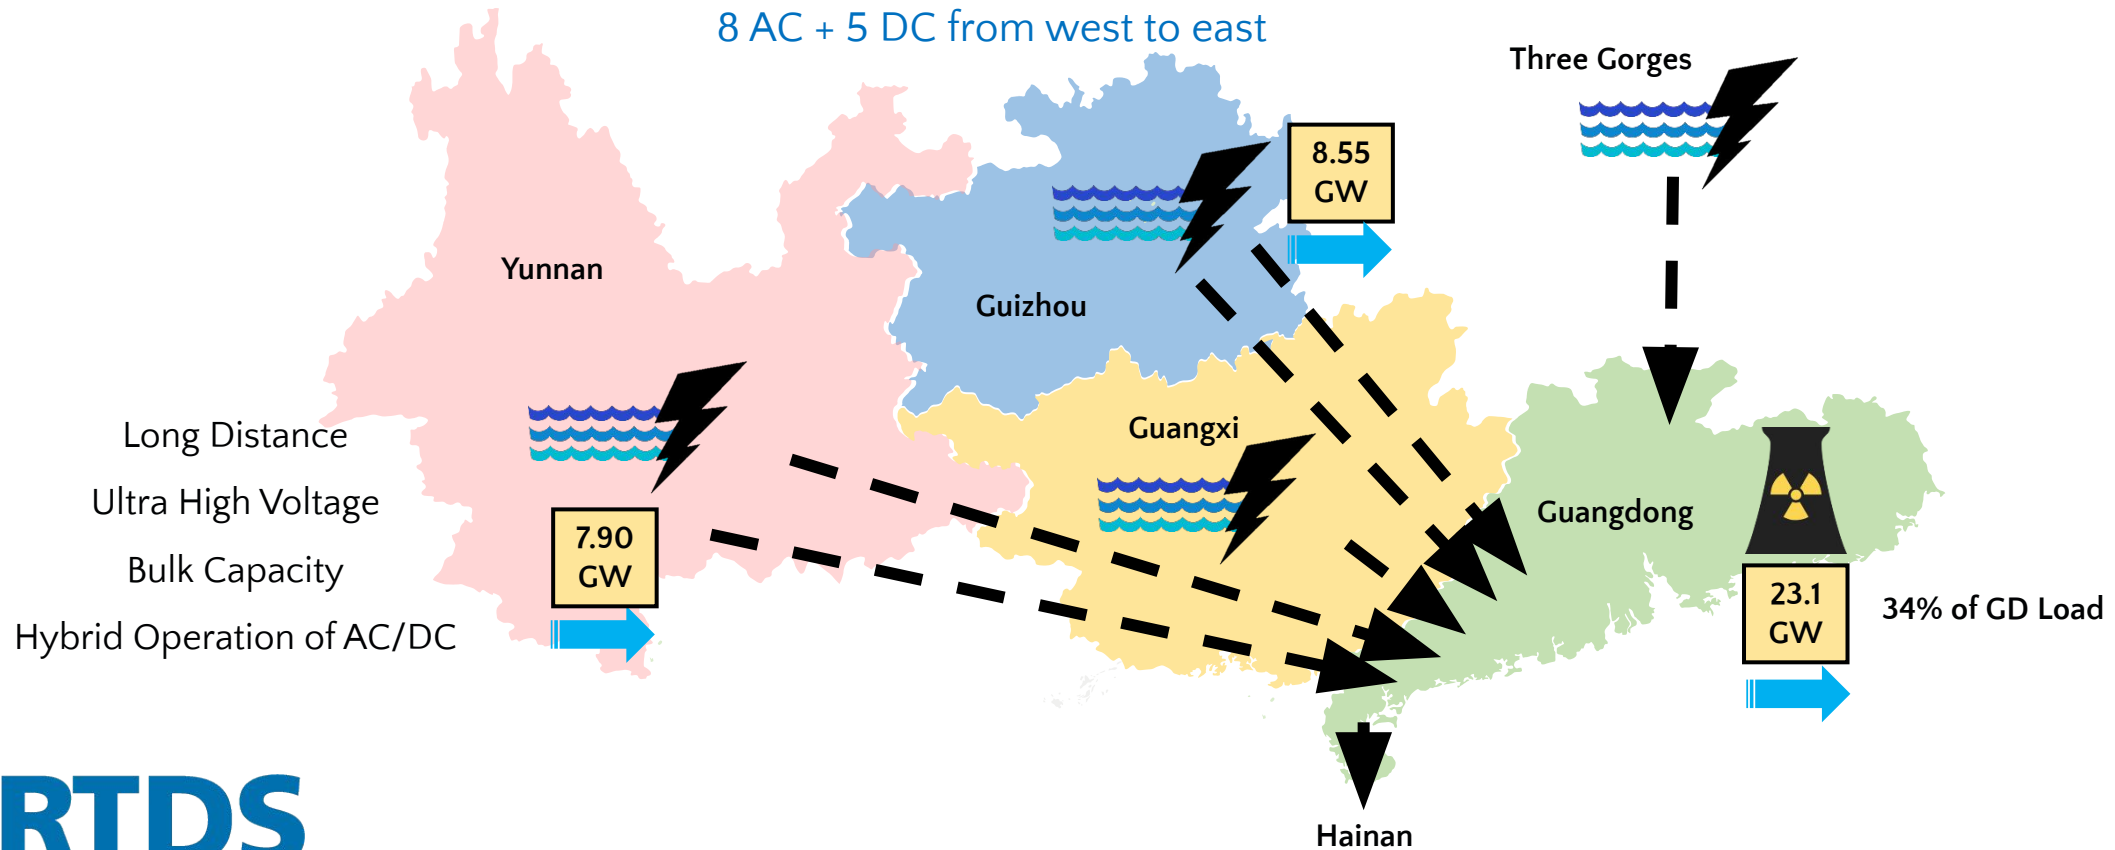 8 AC + 5 DC from west to east
Three Gorges
8.55
GW
Yunnan
Guizhou
Guangxi
Long Distance
Ultra High Voltage
Bulk Capacity
Hybrid Operation of AC/DC
7.90
GW
Guangdong
23.1
GW
34% of GD Load
Hainan
RTDS